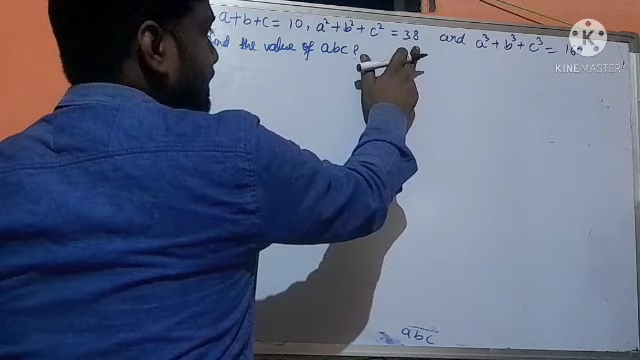 a+b+c = 10, a² + b² + c² = 38 and a³ + b³ + c³ =
the value of abc ?
KINEMASTER
abc